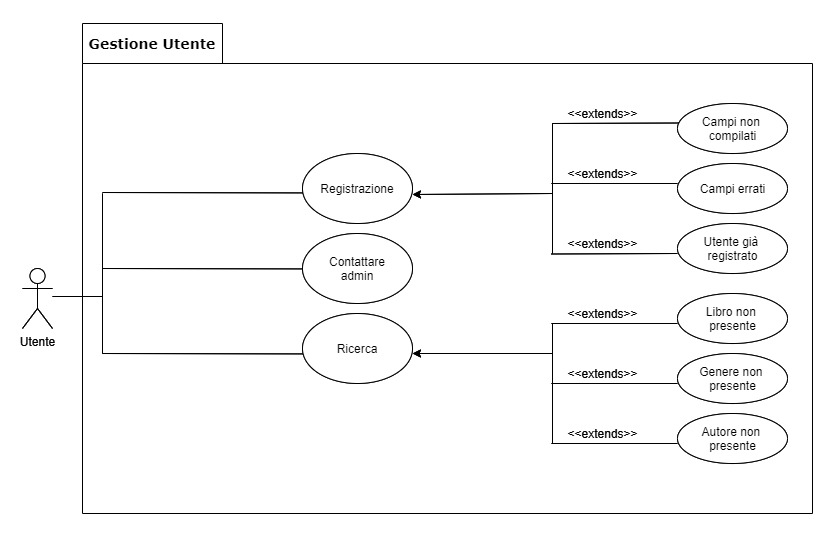 Gestione Utente
<<extends>>
Campi non
compilati
Registrazione
<<extends>>
Campi errati
<<extends>>
Utente già
registrato
Contattare
admin
Utente
<<extends>>
Libro non
presente
Ricerca
<<extends>>
Genere non
presente
<<extends>>
Autore non
presente